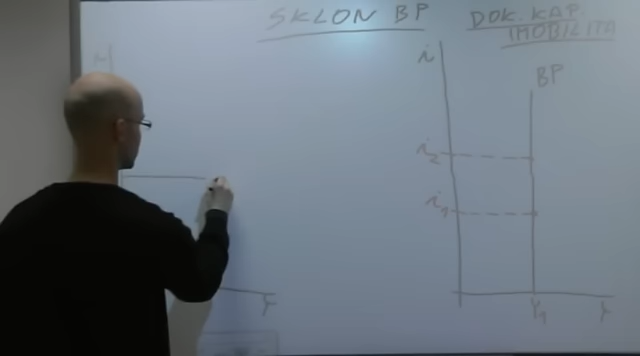 SKLON BP
DOK. KAP.
IMOBILITA
i
BP
i₂
i₁
Y
Y₁
Y